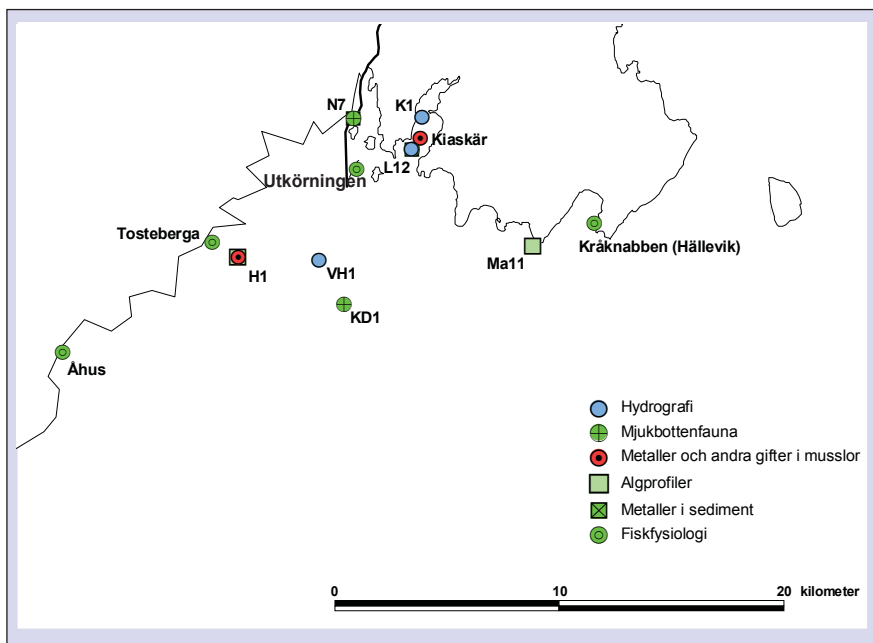 N7
K1
Kiaskär
L12
Utkörningen
Tosteberga
Kråknabben (Hällevik)
Ma11
H1
VH1
KD1
Åhus
Hydrografi
Mjukbottenfauna
Metaller och andra gifter i musslor
Algprofiler
Metaller i sediment
Fiskfysiologi
0 10 20 kilometer